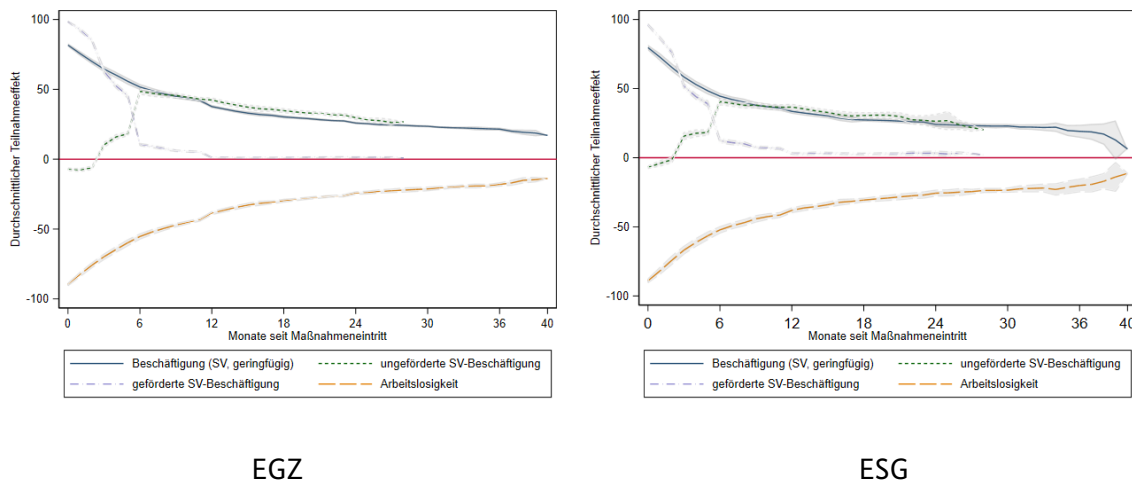 Durchschnittlicher Teilnahmeeffekt
100
50
0
-50
-100
0 6 12 18 24 30 36 40
Monate seit Maßnahmeneintritt
Beschäftigung (SV, geringfügig) ungeförderte SV-Beschäftigung
geförderte SV-Beschäftigung Arbeitslosigkeit
EGZ
Durchschnittlicher Teilnahmeeffekt
100
50
0
-50
-100
0 6 12 18 24 30 36 40
Monate seit Maßnahmeneintritt
Beschäftigung (SV, geringfügig) ungeförderte SV-Beschäftigung
geförderte SV-Beschäftigung Arbeitslosigkeit
ESG